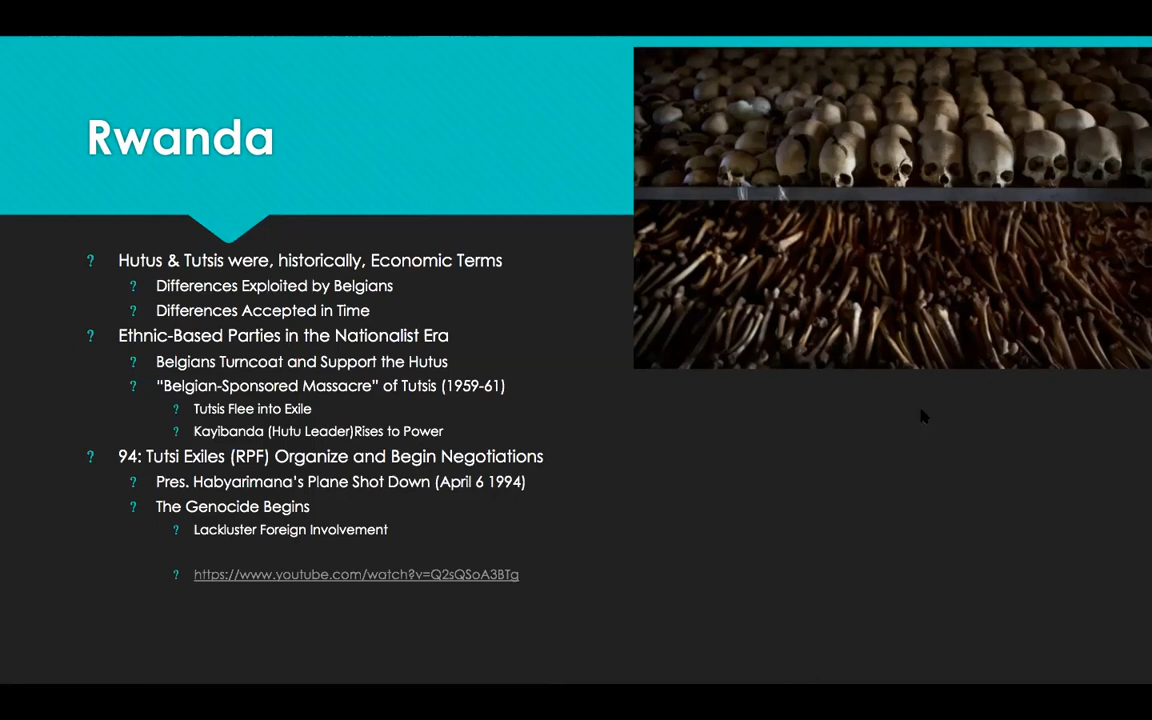 Rwanda
? Hutus & Tutsis were, historically, Economic Terms
? Differences Exploited by Belgians
? Differences Accepted in Time
? Ethnic-Based Parties in the Nationalist Era
? Belgians Turncoat and Support the Hutus
? “Belgian-Sponsored Massacre” of Tutsis (1959-61)
? Tutsis Flee into Exile
? Kayibanda (Hutu Leader)Rises to Power
? 94: Tutsi Exiles (RPF) Organize and Begin Negotiations
? Pres. Habyarimana’s Plane Shot Down (April 6 1994)
? The Genocide Begins
? Lackluster Foreign Involvement
? https://www.youtube.com/watch?v=Q2sQSoA3BTg